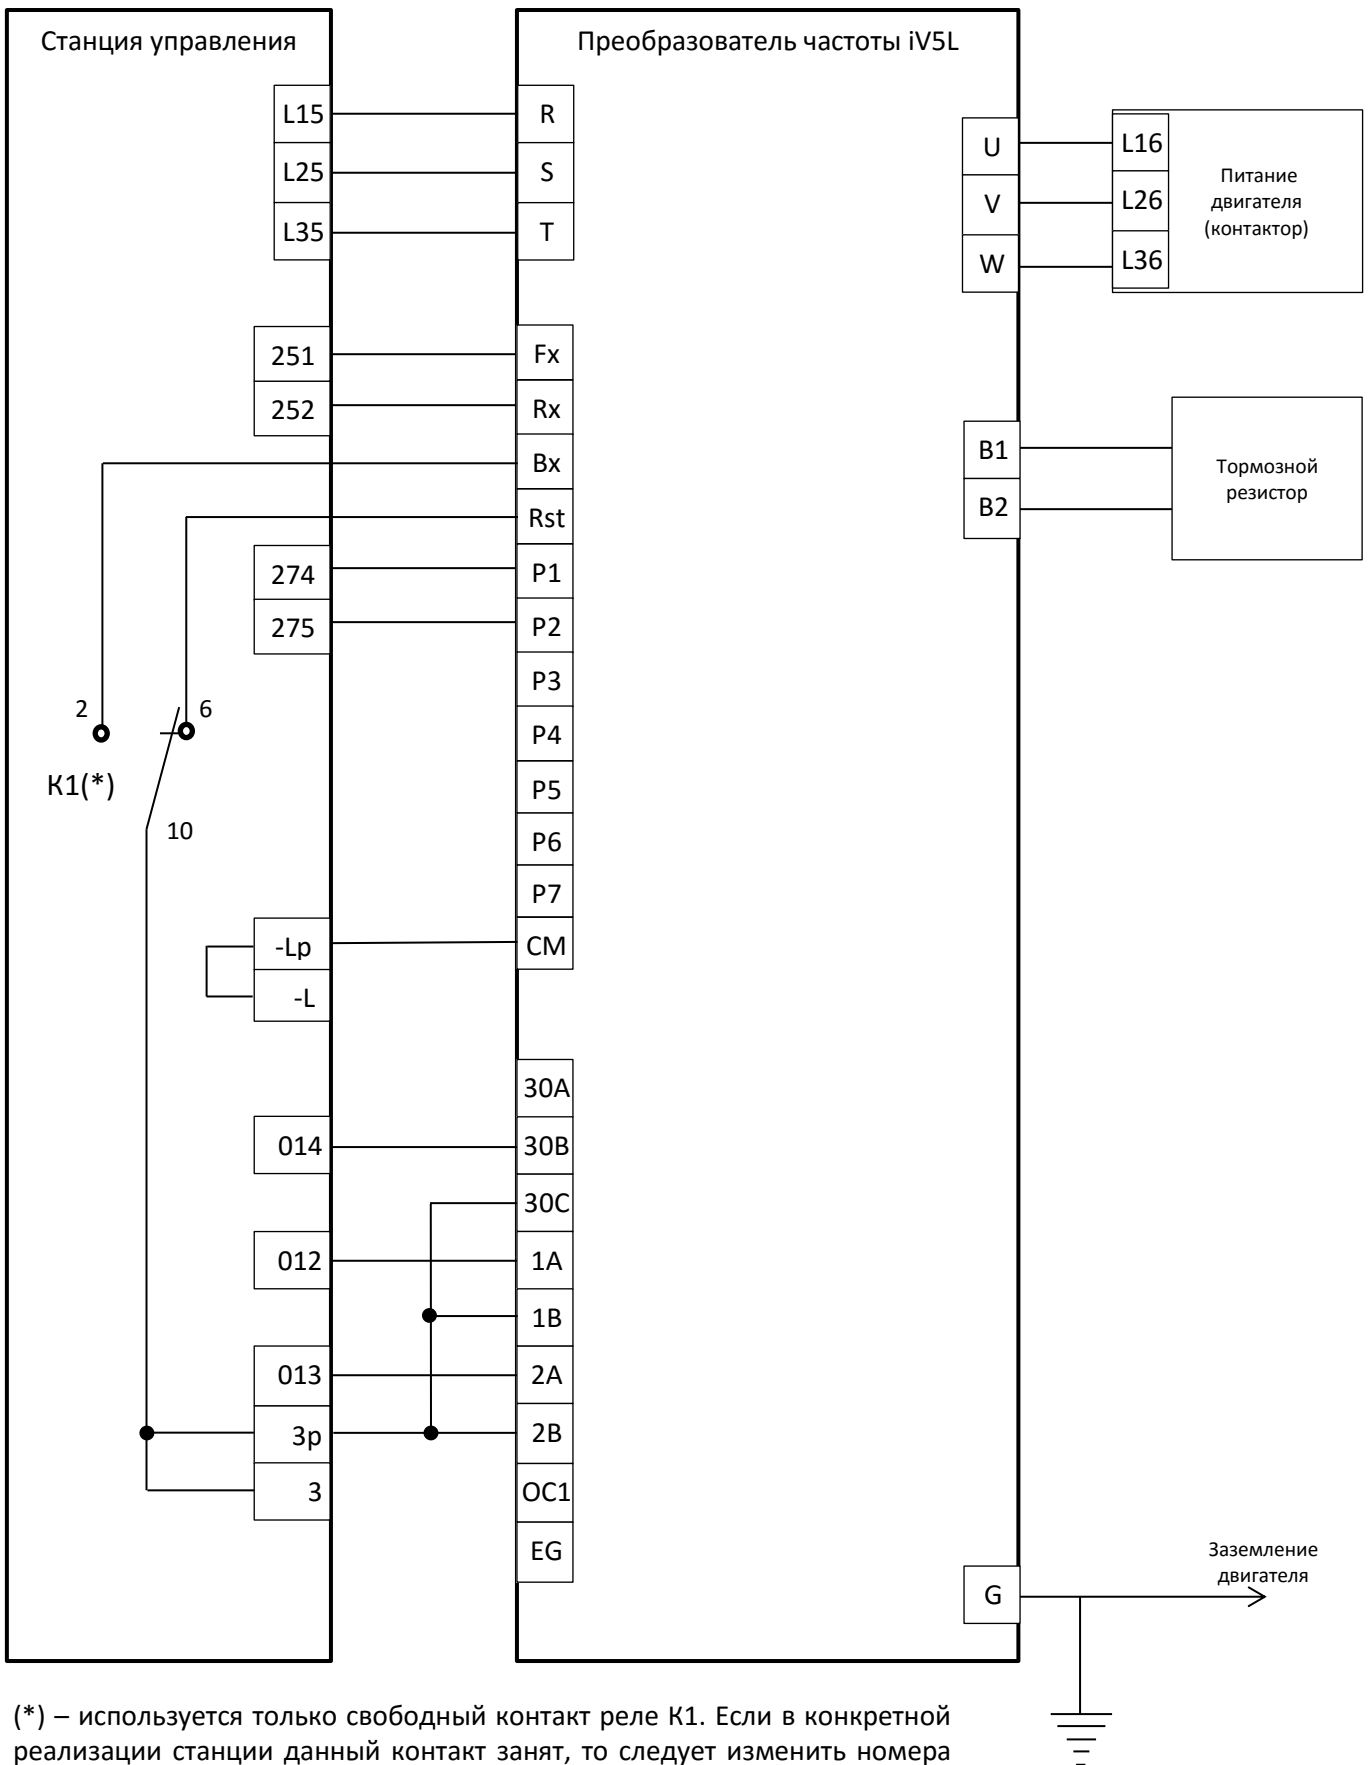 Станция управления
Преобразователь частоты iV5L
L15
R
L25
S
L35
T
U
L16
V
L26
W
L36
Питание
двигателя
(контактор)
251
Fx
252
Rx
Bx
Rst
274
P1
275
P2
P3
P4
P5
P6
P7
B1
B2
Тормозной
резистор
2
6
К1(*)
10
-Lp
CM
-L
30A
014
30B
30C
012
1A
1B
013
2A
3р
2B
3
OC1
EG
G
Заземление
двигателя
(*) – используется только свободный контакт реле К1. Если в конкретной
реализации станции данный контакт занят, то следует изменить номера